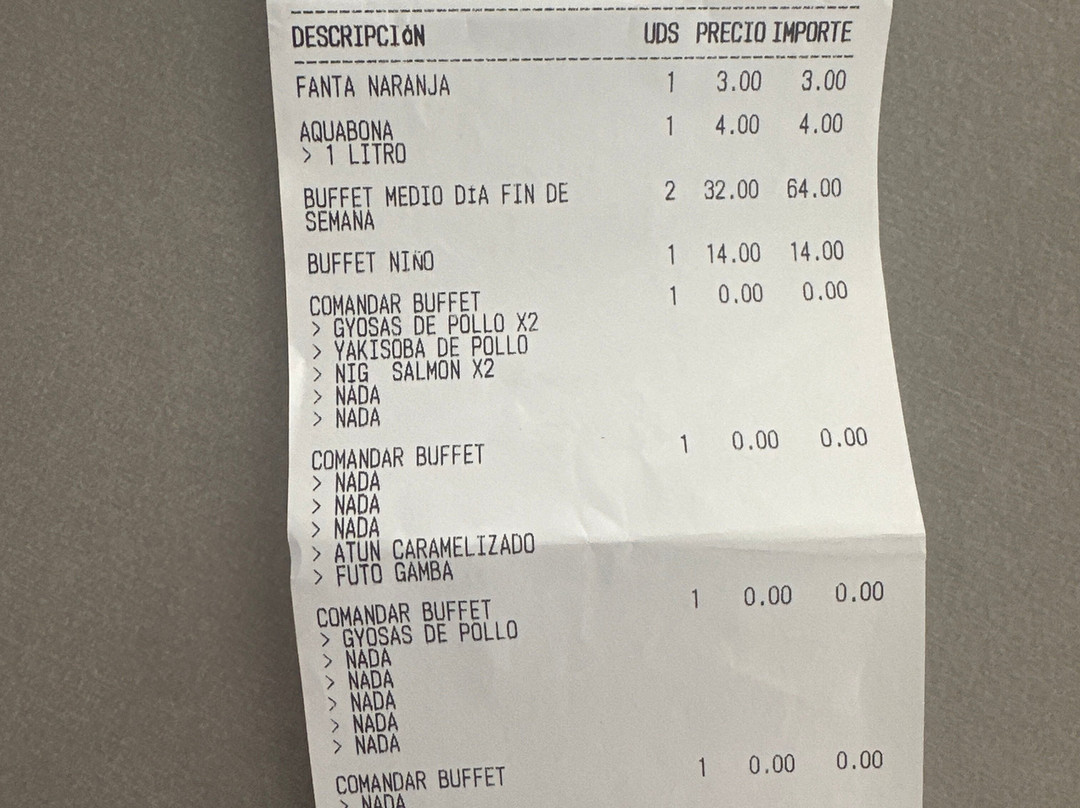 DESCRIPCIÓN UDS PRECIO IMPORTE
FANTA NARANJA 1 3.00 3.00
AQUABONA 1 4.00 4.00
> 1 LITRO
BUFFET MEDIO DÍA FIN DE 2 32.00 64.00
SEMANA
BUFFET NIÑO 1 14.00 14.00
COMANDAR BUFFET 1 0.00 0.00
> GYOSAS DE POLLO X2
> YAKISOBA DE POLLO
> NIG SALMON X2
> NADA
> NADA
COMANDAR BUFFET 1 0.00 0.00
> NADA
> NADA
> NADA
> ATUN CARAMELIZADO
> FUTO GAMBA
COMANDAR BUFFET 1 0.00 0.00
> GYOSAS DE POLLO
> NADA
> NADA
> NADA
> NADA
> NADA
COMANDAR BUFFET 1 0.00 0.00
> NADA